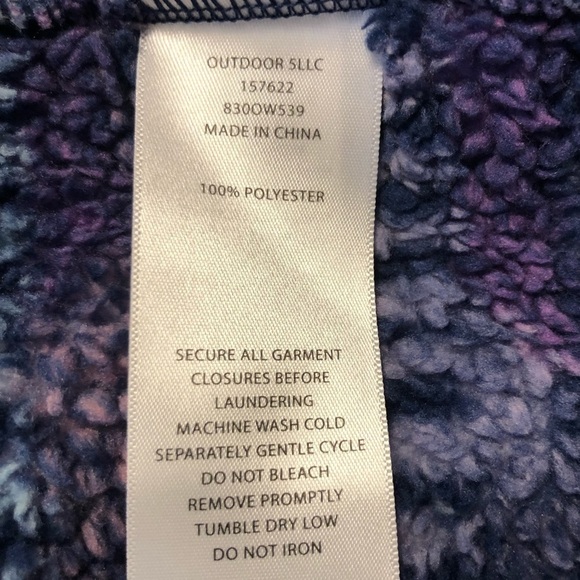 OUTDOOR 5LLC
157622
830OW539
MADE IN CHINA
100% POLYESTER
SECURE ALL GARMENT
CLOSURES BEFORE
LAUNDERING
MACHINE WASH COLD
SEPARATELY GENTLE CYCLE
DO NOT BLEACH
REMOVE PROMPTLY
TUMBLE DRY LOW
DO NOT IRON